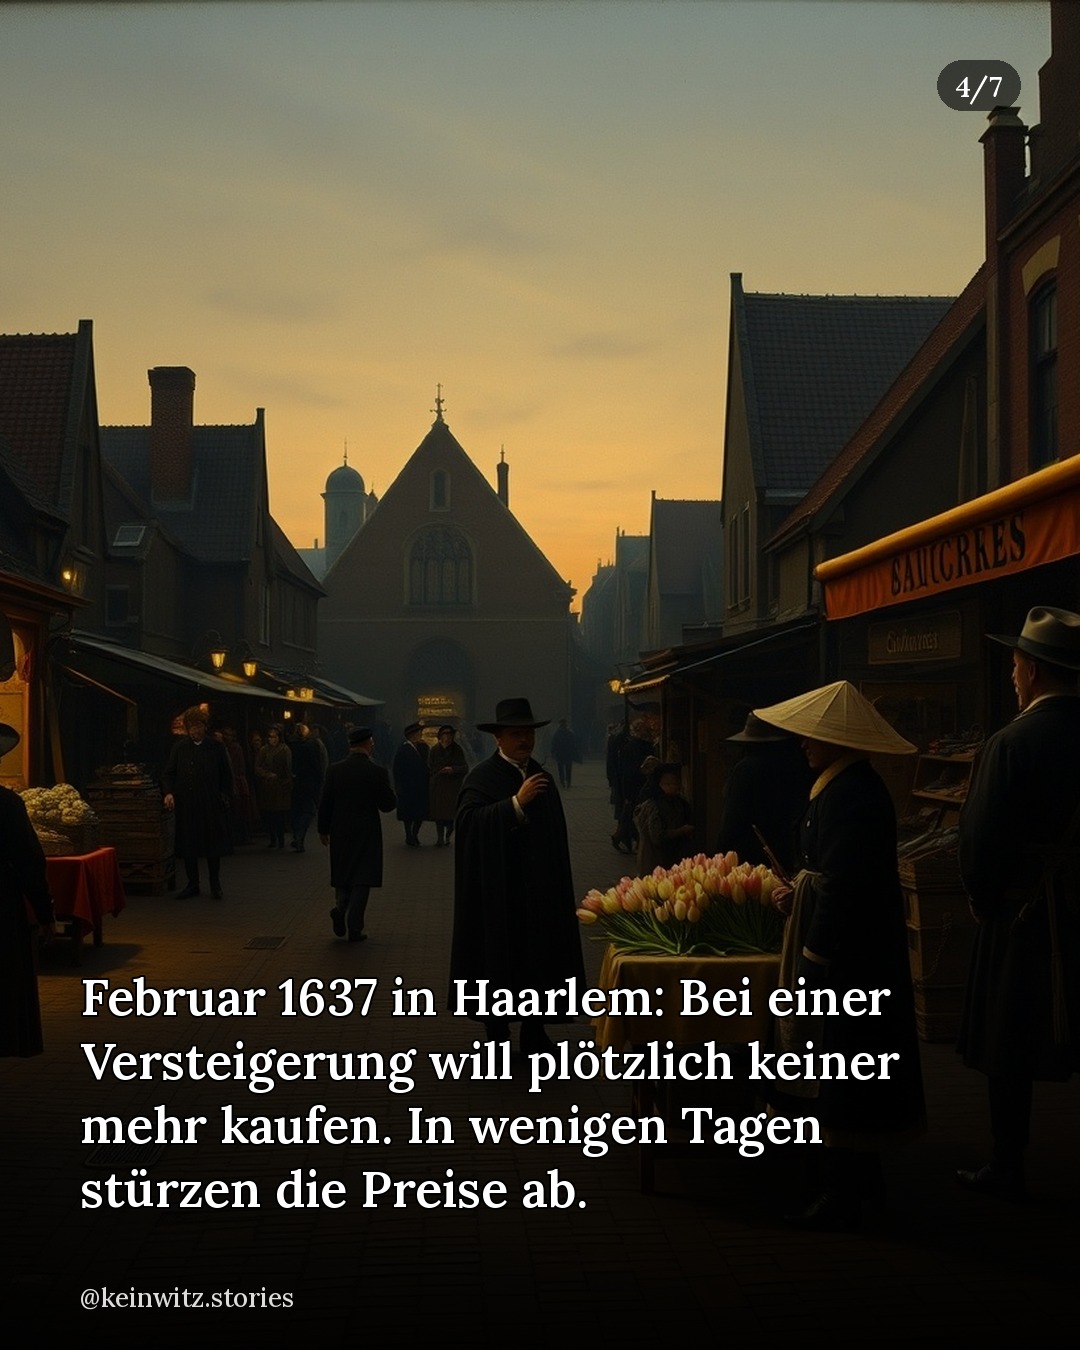 4/7
SAUICRRES
Februar 1637 in Haarlem: Bei einer
Versteigerung will plötzlich keiner
mehr kaufen. In wenigen Tagen
stürzen die Preise ab.
@keinwitz.stories